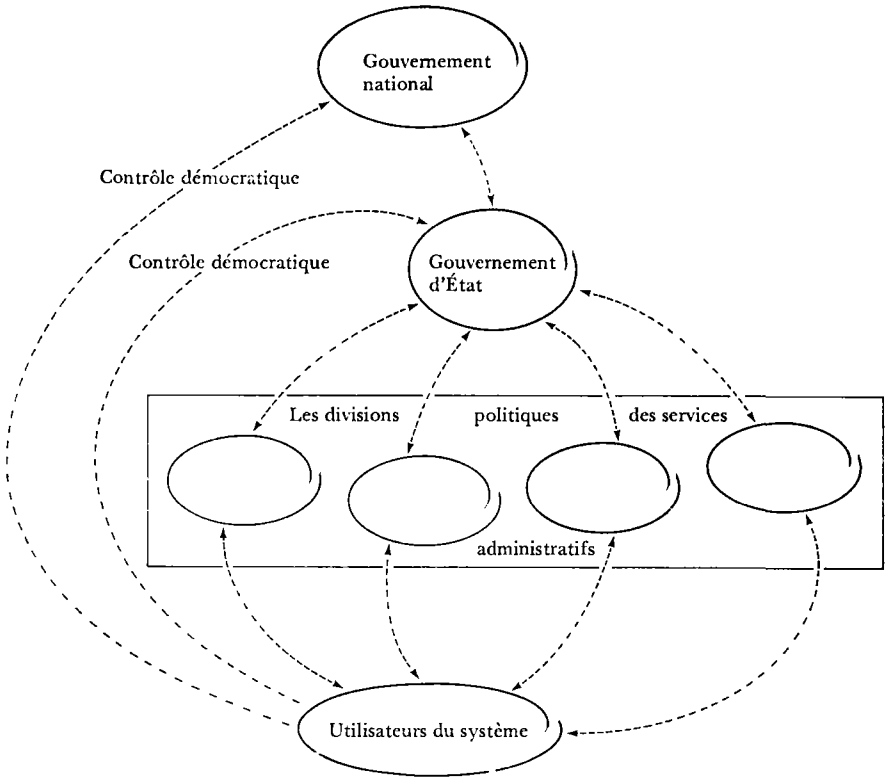 Gouvernement
national
Contrôle démocratique
Contrôle démocratique
Gouvernement
d'État
Les divisions politiques des services
administratifs
Utilisateurs du système